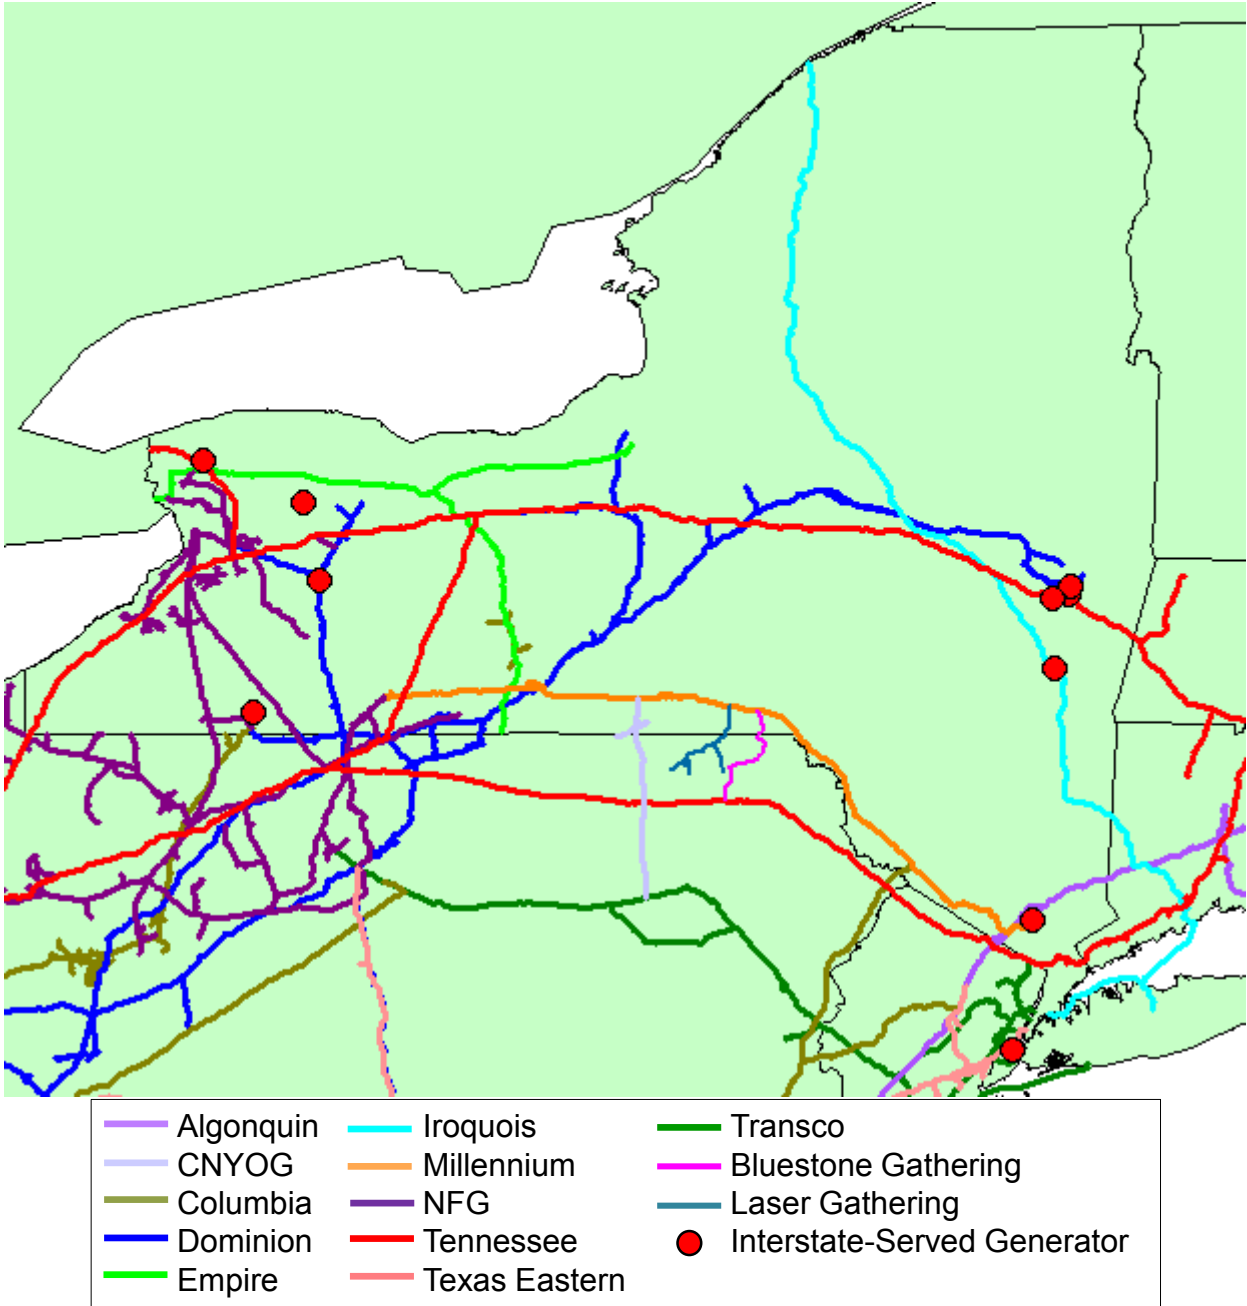 Algonquin
CNYOG
Columbia
Dominion
Empire
Iroquois
Millennium
NFG
Tennessee
Texas Eastern
Transco
Bluestone Gathering
Laser Gathering
Interstate-Served Generator